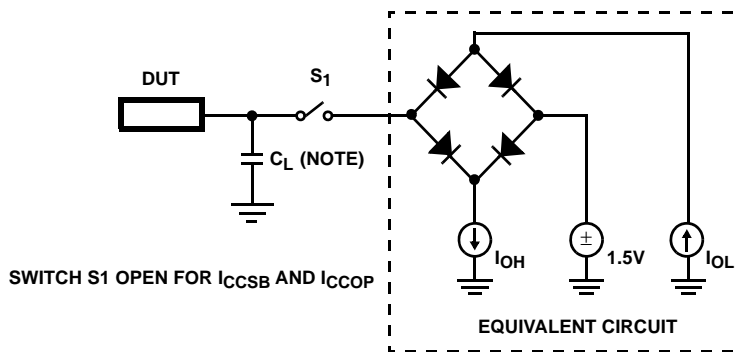 DUT
S1
CL (NOTE)
IOH
±
1.5V
IOL
SWITCH S1 OPEN FOR ICCSB AND ICCOP
EQUIVALENT CIRCUIT